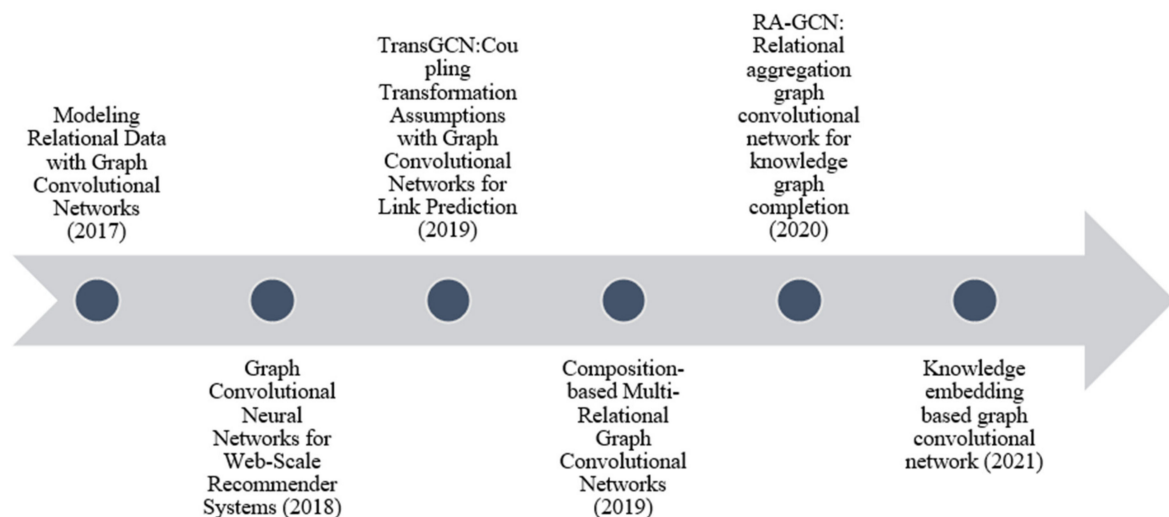 Modeling
Relational Data
with Graph
Convolutional
Networks
(2017)
Graph
Convolutional
Neural
Networks for
Web-Scale
Recommender
Systems (2018)
TransGCN:Cou
pling
Transformation
Assumptions
with Graph
Convolutional
Networks for
Link Prediction
(2019)
Composition-
based Multi-
Relational
Graph
Convolutional
Networks
(2019)
RA-GCN:
Relational
aggregation
graph
convolutional
network for
knowledge
graph
completion
(2020)
Knowledge
embedding
based graph
convolutional
network (2021)